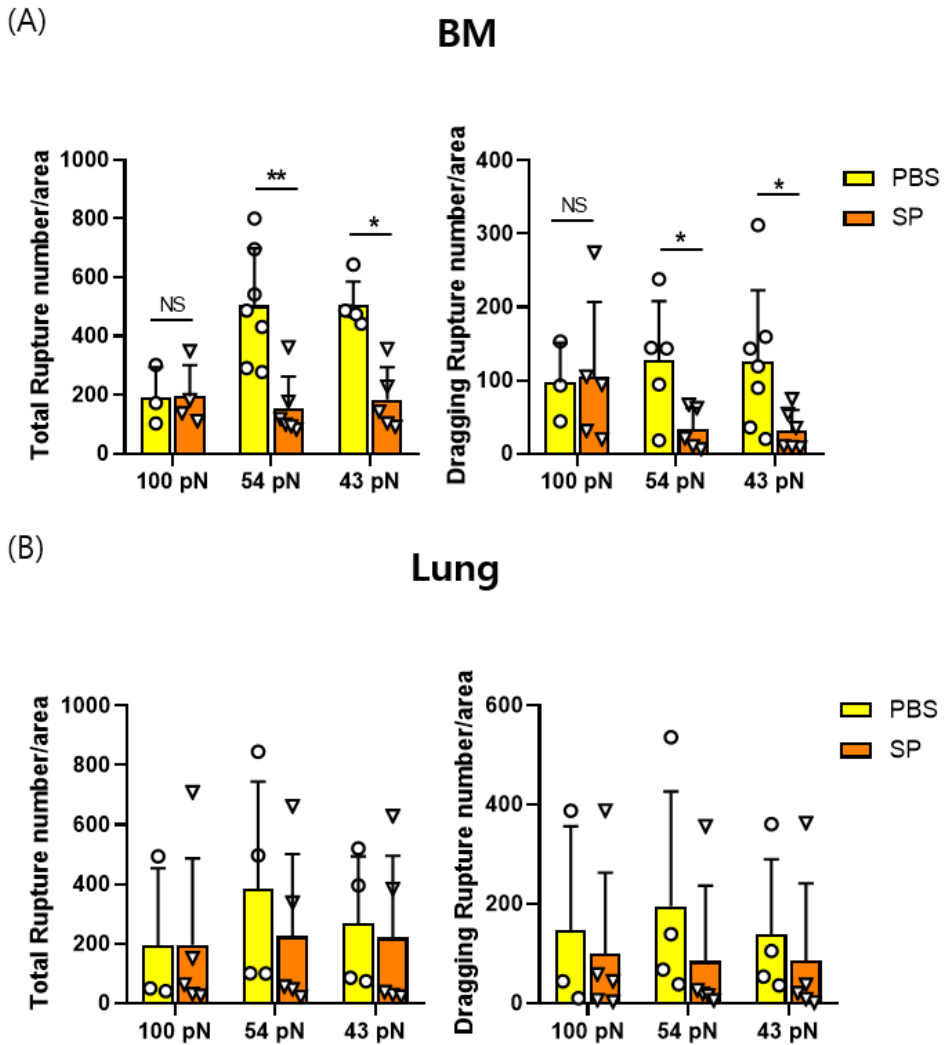 (A)
BM
Total Rupture number/area
1000
800
600
400
200
0
NS
**
*
100 pN
54 pN
43 pN
Dragging Rupture number/area
400
300
200
100
0
NS
*
*
100 pN
54 pN
43 pN
PBS
SP
(B)
Lung
Total Rupture number/area
1000
800
600
400
200
0
100 pN
54 pN
43 pN
Dragging Rupture number/area
600
400
200
0
100 pN
54 pN
43 pN
PBS
SP